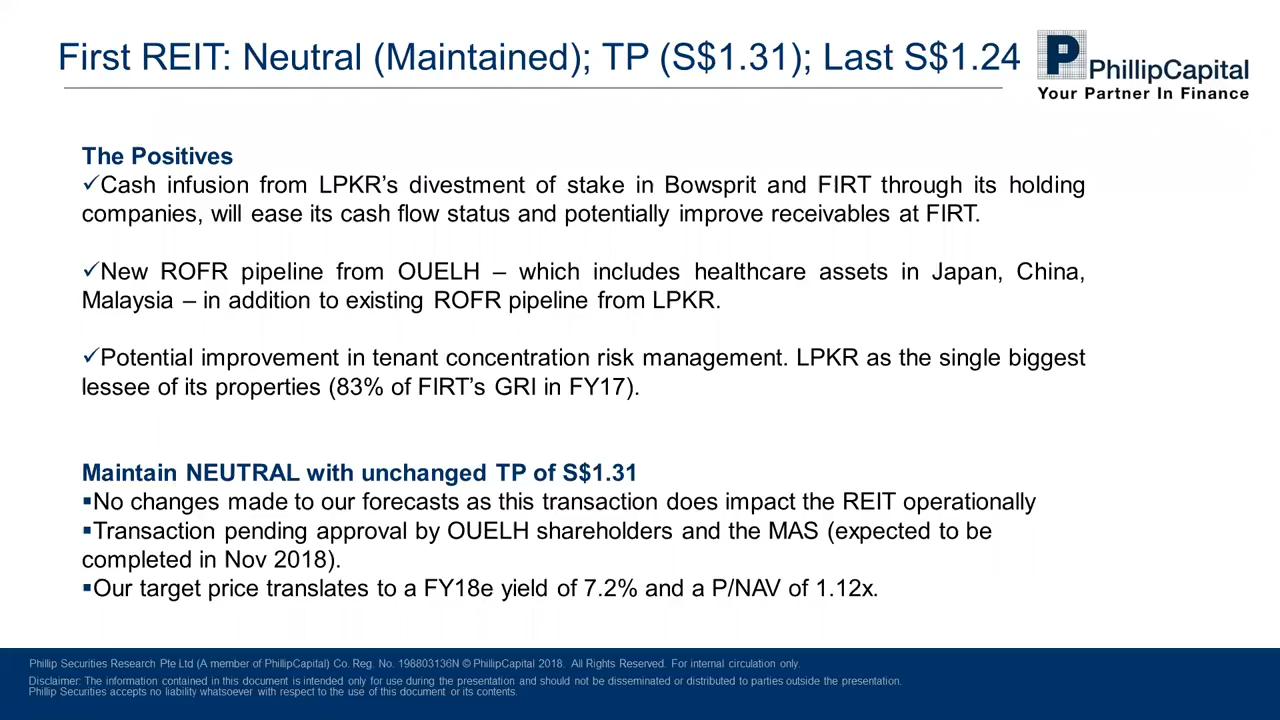 First REIT: Neutral (Maintained); TP (S$1.31); Last S$1.24
P PhillipCapital
Your Partner In Finance
The Positives
✓Cash infusion from LPKR’s divestment of stake in Bowsprit and FIRT through its holding
companies, will ease its cash flow status and potentially improve receivables at FIRT.
✓New ROFR pipeline from OUELH – which includes healthcare assets in Japan, China,
Malaysia – in addition to existing ROFR pipeline from LPKR.
✓Potential improvement in tenant concentration risk management. LPKR as the single biggest
lessee of its properties (83% of FIRT’s GRI in FY17).
Maintain NEUTRAL with unchanged TP of S$1.31
▪No changes made to our forecasts as this transaction does impact the REIT operationally
▪Transaction pending approval by OUELH shareholders and the MAS (expected to be
completed in Nov 2018).
▪Our target price translates to a FY18e yield of 7.2% and a P/NAV of 1.12x.
Phillip Securities Research Pte Ltd (A member of PhillipCapital) Co. Reg. No. 198803136N © PhillipCapital 2018. All Rights Reserved. For internal circulation only.
Disclaimer: The information contained in this document is intended only for use during the presentation and should not be disseminated or distributed to parties outside the presentation.
Phillip Securities accepts no liability whatsoever with respect to the use of this document or its contents.